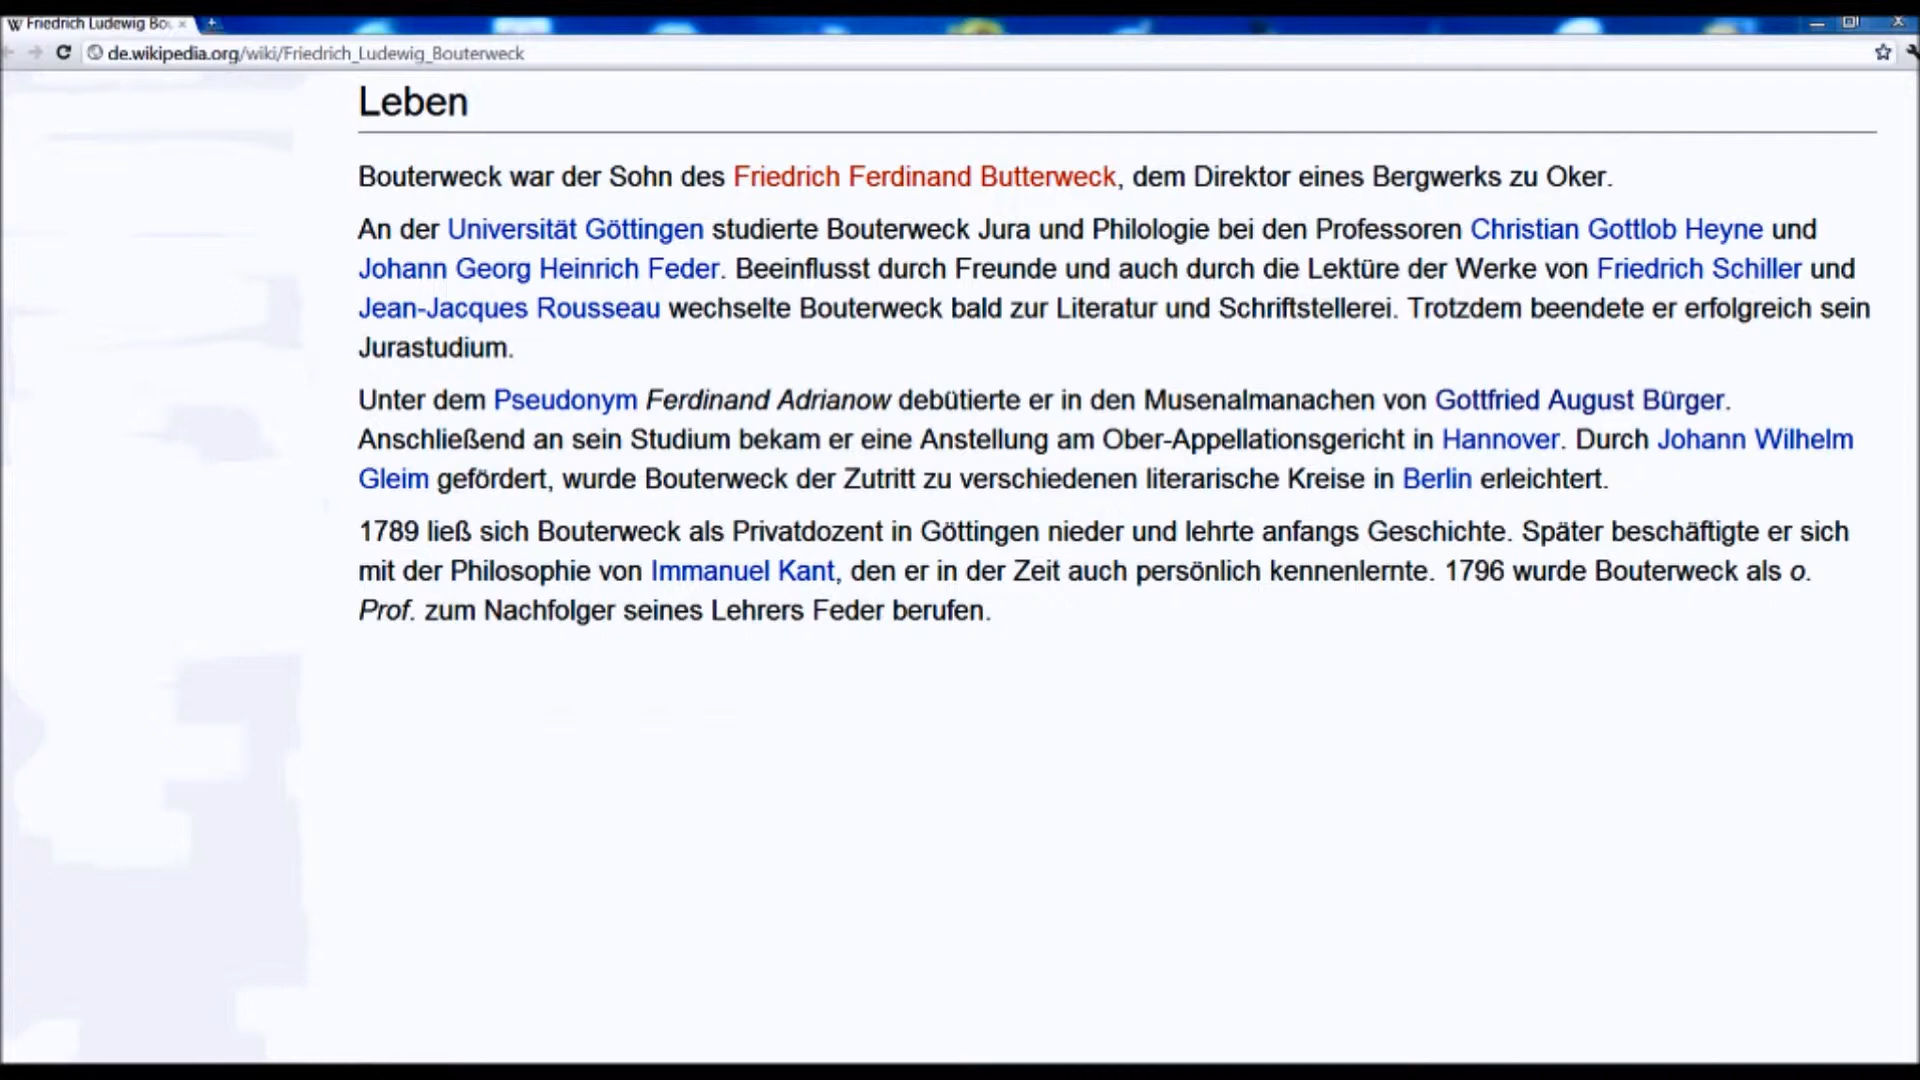 Friedrich Ludewig Bo
de.wikipedia.org/wiki/Friedrich_Ludewig_Bouterweck
Leben
Bouterweck war der Sohn des Friedrich Ferdinand Butterweck, dem Direktor eines Bergwerks zu Oker.
An der Universität Göttingen studierte Bouterweck Jura und Philologie bei den Professoren Christian Gottlob Heyne und
Johann Georg Heinrich Feder. Beeinflusst durch Freunde und auch durch die Lektüre der Werke von Friedrich Schiller und
Jean-Jacques Rousseau wechselte Bouterweck bald zur Literatur und Schriftstellerei. Trotzdem beendete er erfolgreich sein
Jurastudium.
Unter dem Pseudonym Ferdinand Adrianow debütierte er in den Musenalmanachen von Gottfried August Bürger.
Anschließend an sein Studium bekam er eine Anstellung am Ober-Appellationsgericht in Hannover. Durch Johann Wilhelm
Gleim gefördert, wurde Bouterweck der Zutritt zu verschiedenen literarische Kreise in Berlin erleichtert.
1789 ließ sich Bouterweck als Privatdozent in Göttingen nieder und lehrte anfangs Geschichte. Später beschäftigte er sich
mit der Philosophie von Immanuel Kant, den er in der Zeit auch persönlich kennenlernte. 1796 wurde Bouterweck als o.
Prof. zum Nachfolger seines Lehrers Feder berufen.